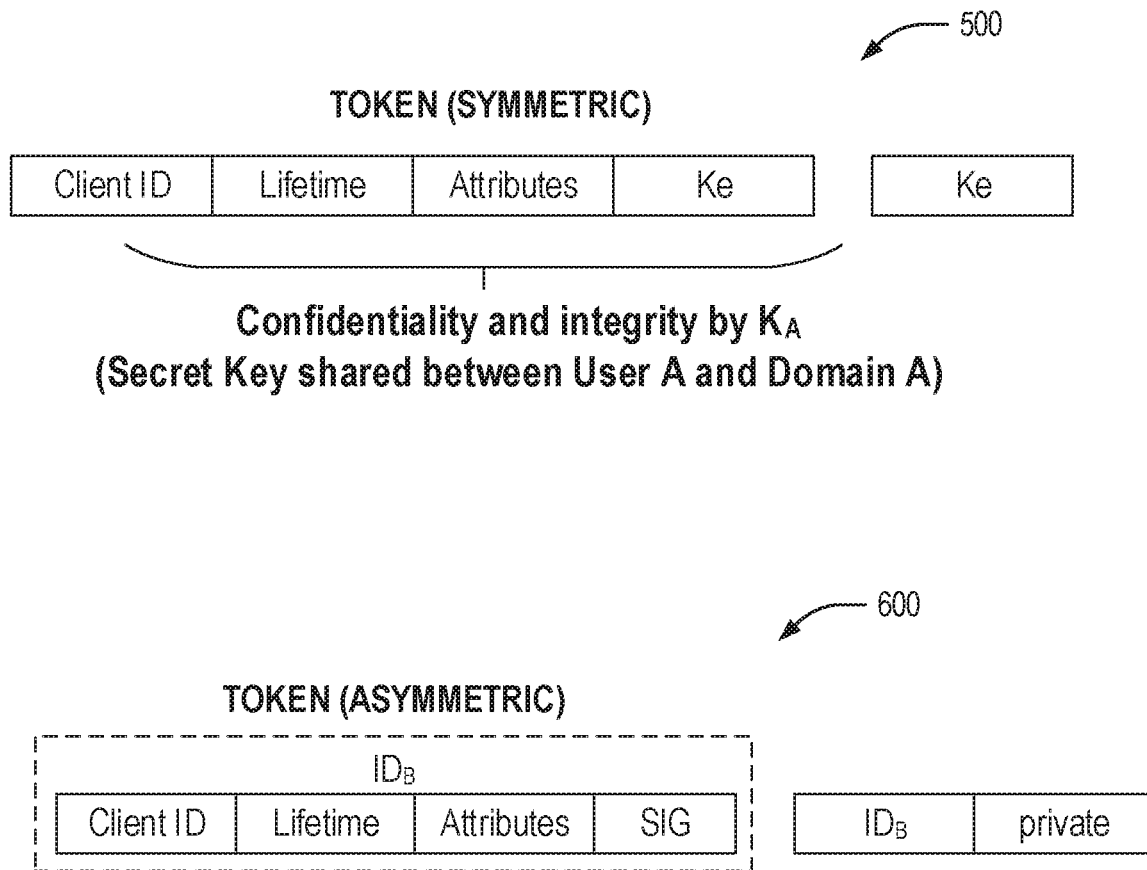 500
TOKEN (SYMMETRIC)
Client ID Lifetime Attributes Ke Ke
Confidentiality and integrity by KA
(Secret Key shared between User A and Domain A)
600
TOKEN (ASYMMETRIC)
IDB
Client ID Lifetime Attributes SIG IDB private